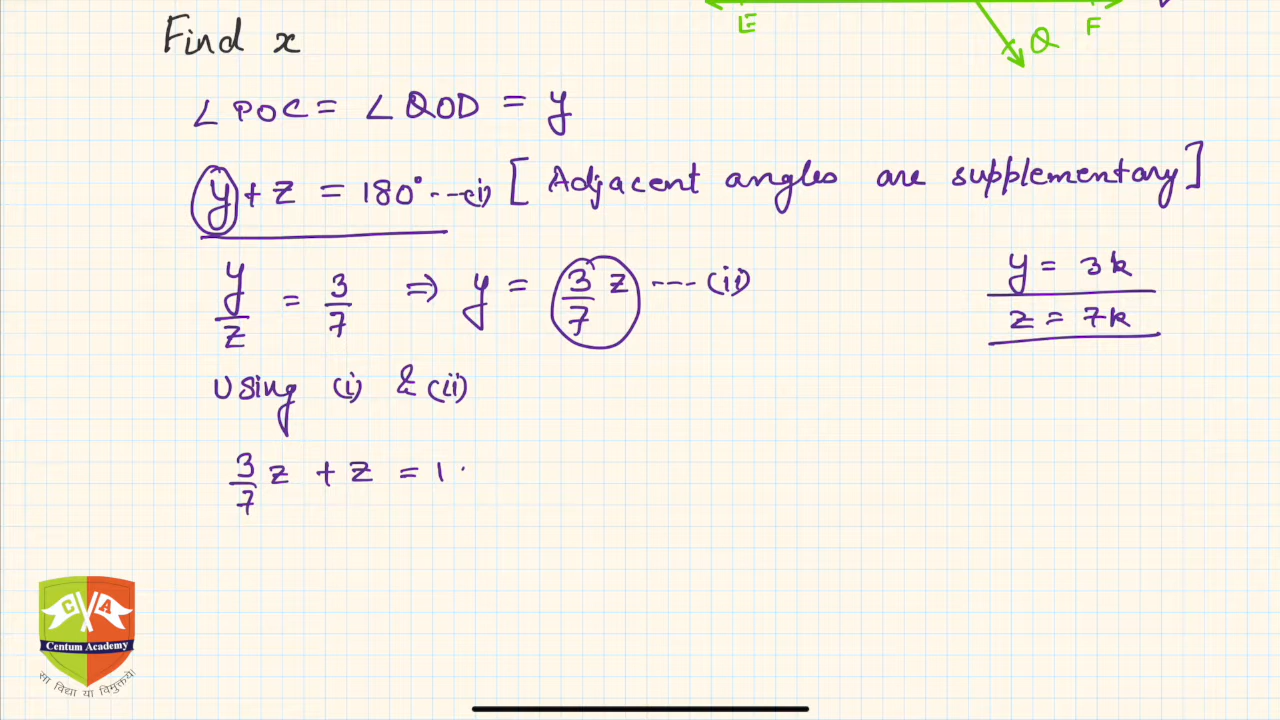 E F
Q
Find x
∠POC = ∠QOD = y
y + z = 180° ---(i) [Adjacent angles are supplementary]
y/z = 3/7 ⇒ y = 3/7 z ---- (ii)
y = 3k
z = 7k
Using (i) & (ii)
3/7 z + z = 1
C A
Centum Academy
सा विद्या या विमुक्तये।